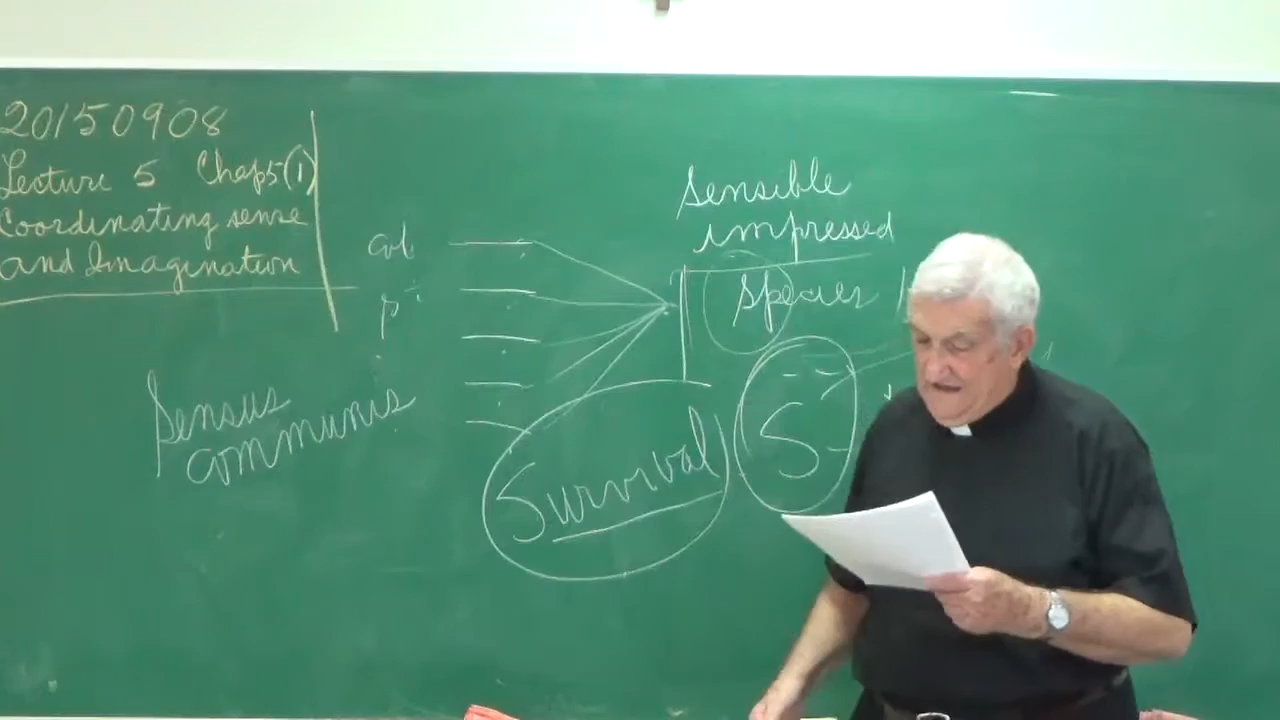 20150908
Lecture 5 Chap5(1)
Coordinating sense
and Imagination
Sensible
impressed
Species
Sensus
communis
Survival
S